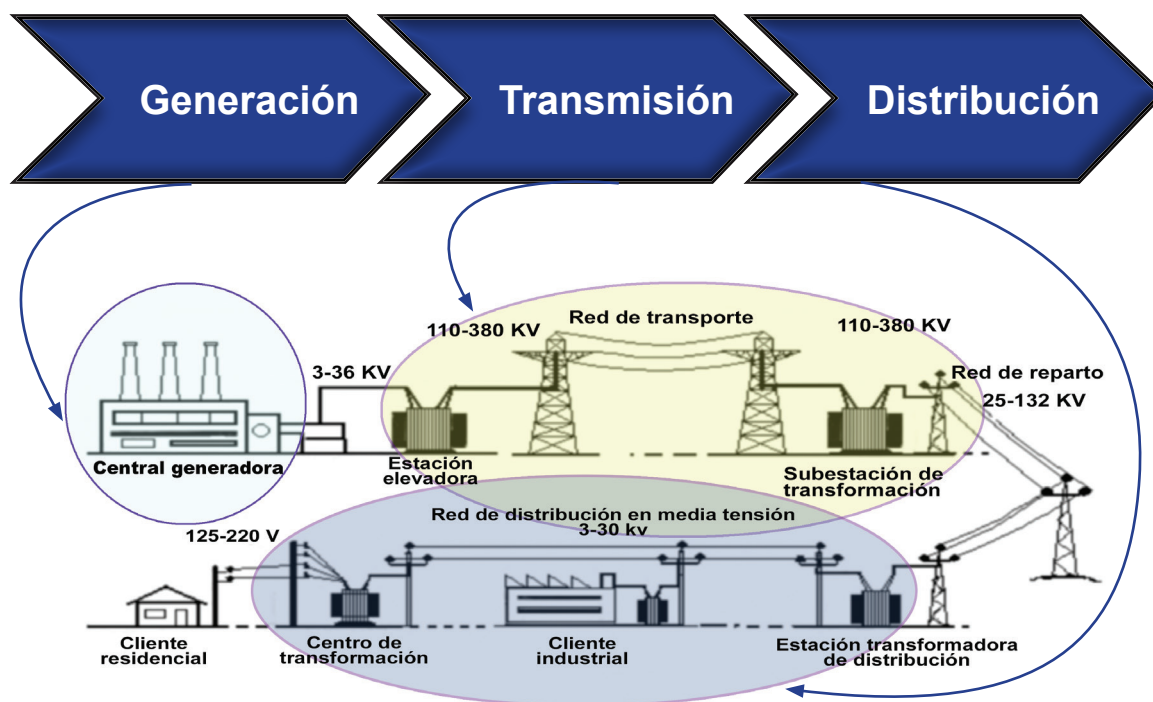 Generación
Transmisión
Distribución
110-380 KV
Red de transporte
110-380 KV
3-36 KV
Red de reparto
25-132 KV
Central generadora
Estación
elevadora
Subestación de
transformación
Red de distribución en media tensión
3-30 kv
125-220 V
Cliente
residencial
Centro de
transformación
Cliente
industrial
Estación transformadora
de distribución